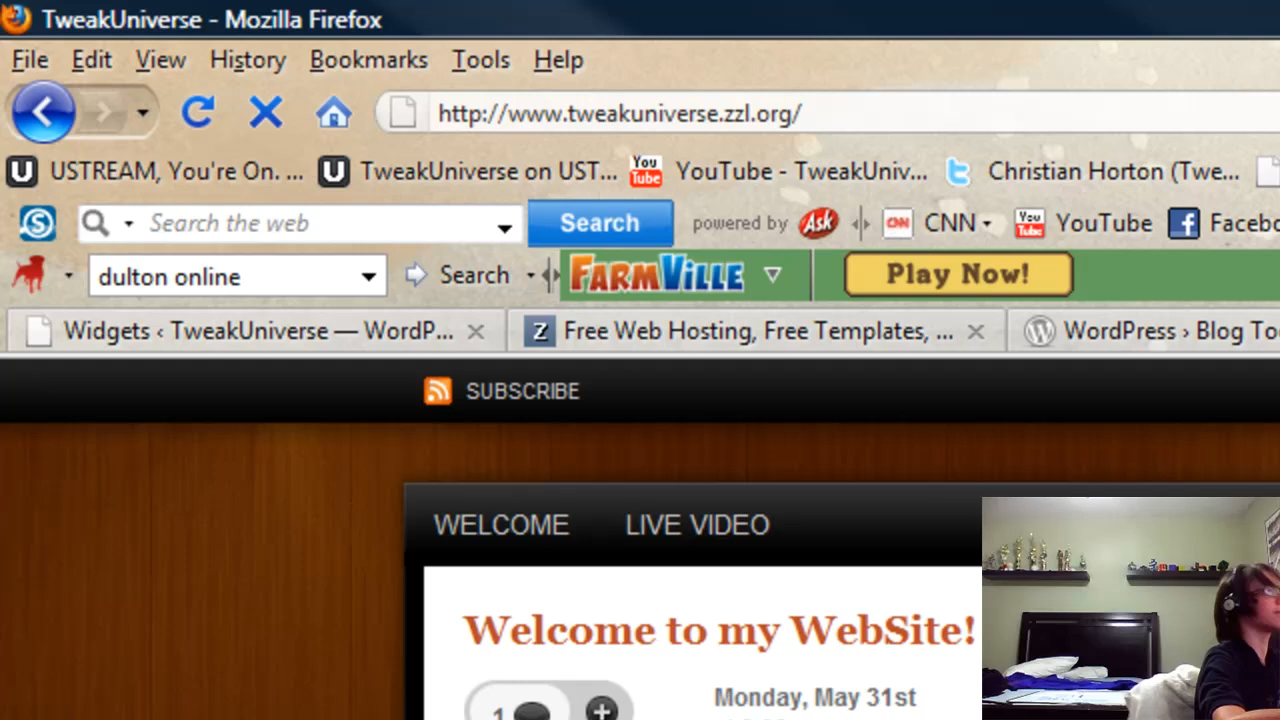 TweakUniverse - Mozilla Firefox
File Edit View History Bookmarks Tools Help
http://www.tweakuniverse.zzl.org/
USTREAM, You're On. ... TweakUniverse on UST... YouTube - TweakUniv... Christian Horton (Twe...
Search the web Search powered by Ask CNN YouTube Facebo
dulton online Search FARMVILLE Play Now!
Widgets ‹ TweakUniverse — WordP... Free Web Hosting, Free Templates, ... WordPress › Blog To
SUBSCRIBE
WELCOME LIVE VIDEO
Welcome to my WebSite!
1 Monday, May 31st